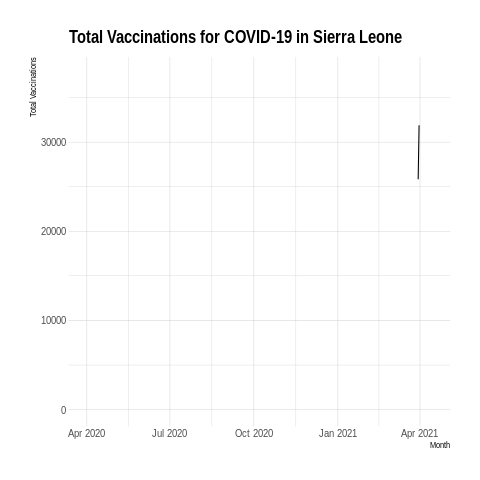 Total Vaccinations for COVID-19 in Sierra Leone
Total Vaccinations
30000
20000
10000
0
Apr 2020 Jul 2020 Oct 2020 Jan 2021 Apr 2021
Month